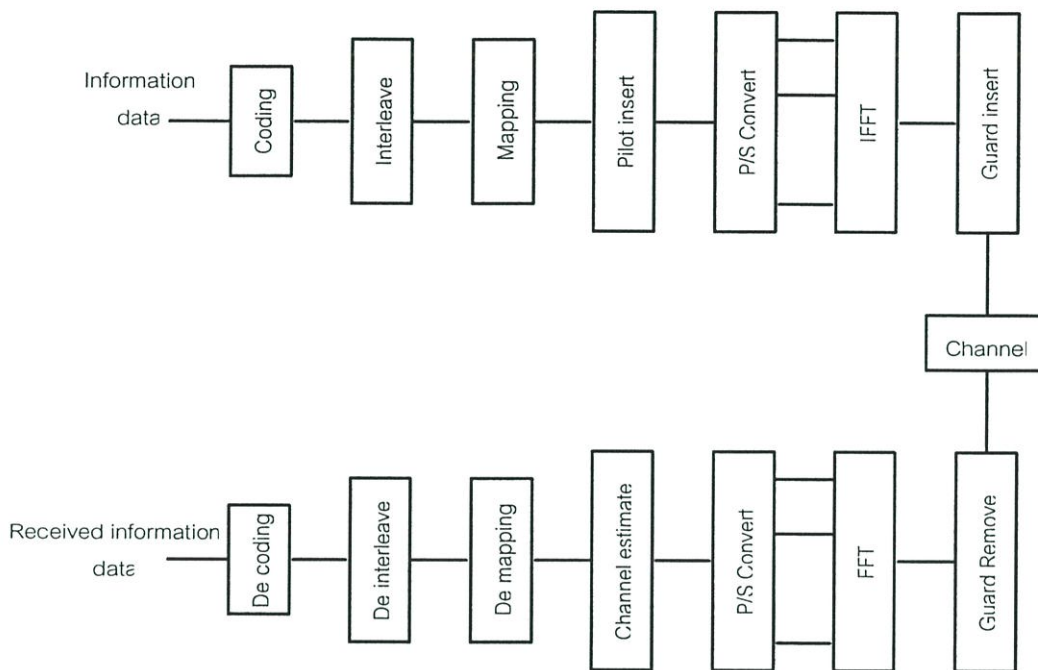 Information
data
Coding
Interleave
Mapping
Pilot insert
P/S Convert
IFFT
Guard insert
Channel
Received information
data
De coding
De interleave
De mapping
Channel estimate
P/S Convert
FFT
Guard Remove